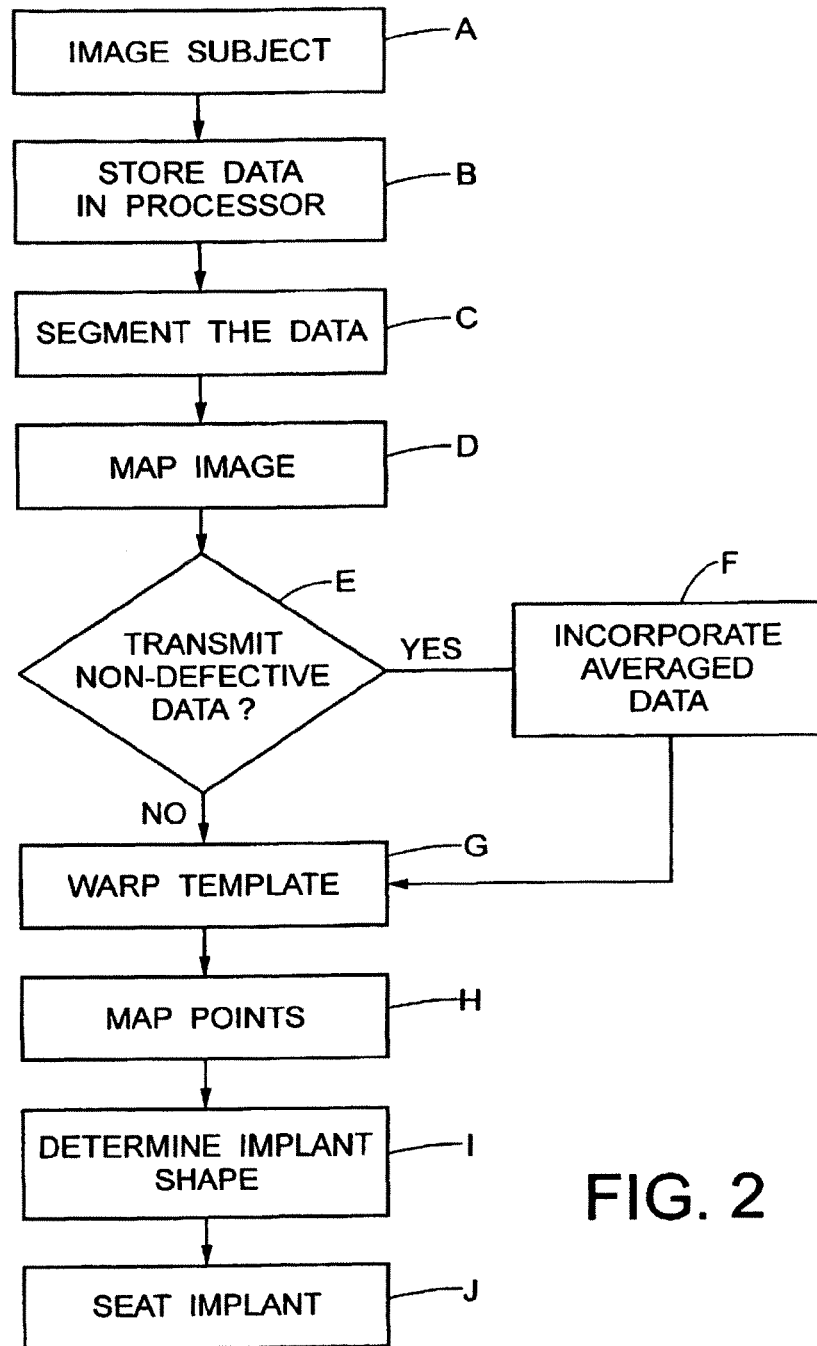 IMAGE SUBJECT
A
STORE DATA
IN PROCESSOR
B
SEGMENT THE DATA
C
MAP IMAGE
D
TRANSMIT
NON-DEFECTIVE
DATA ?
E
YES
INCORPORATE
AVERAGED
DATA
F
NO
WARP TEMPLATE
G
MAP POINTS
H
DETERMINE IMPLANT
SHAPE
I
SEAT IMPLANT
J
FIG. 2